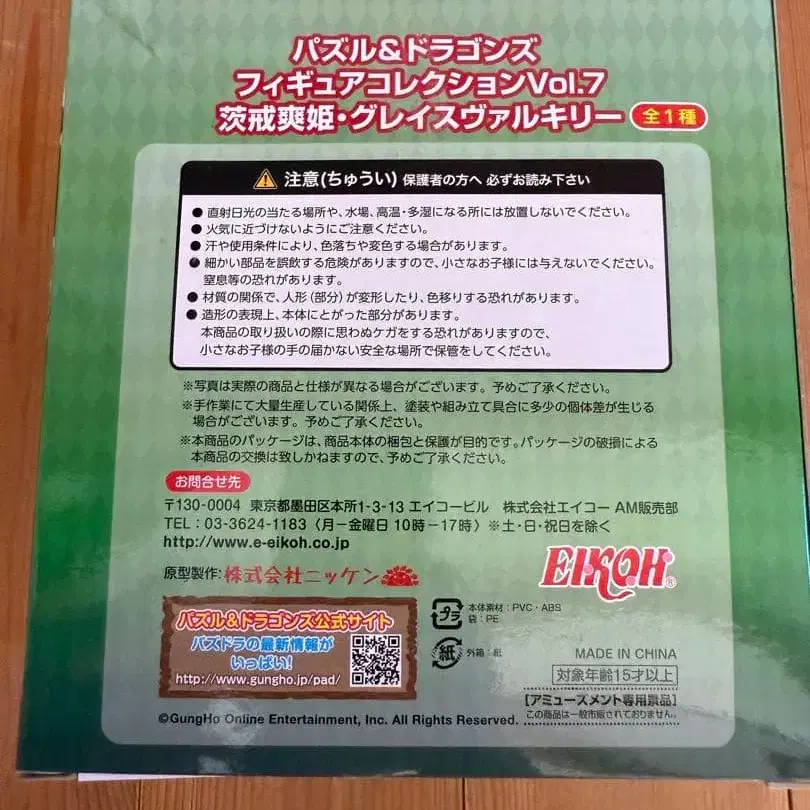 パズル&ドラゴンズ
フィギュアコレクションVol.7
茨戒爽姫・グレイスヴァルキリー 全1種
注意(ちゅうい) 保護者の方へ 必ずお読み下さい
●直射日光の当たる場所や、水場、高温・多湿になる所には放置しないでください。
●火気に近づけないようにご注意ください。
●汗や使用条件により、色落ちや変色する場合があります。
●細かい部品を誤飲する危険がありますので、小さなお子様には与えないでください。
窒息等の恐れがあります。
●材質の関係で、人形(部分)が変形したり、色移りする恐れがあります。
●造形の表現上、本体にとがった部分があります。
本商品の取り扱いの際に思わぬケガをする恐れがありますので、
小さなお子様の手の届かない安全な場所で保管をしてください。
※写真は実際の商品と仕様が異なる場合がございます。予めご了承ください。
※手作業にて大量生産している関係上、塗装や組み立て具合に多少の個体差が生じる
場合がございます。予めご了承ください。
※本商品のパッケージは、商品本体の梱包と保護が目的です。パッケージの破損による
本商品の交換は致しかねますので、予めご了承ください。
お問合せ先
〒130-0004 東京都墨田区本所1-3-13 エイコービル 株式会社エイコー AM販売部
TEL:03-3624-1183〈月−金曜日 10時−17時〉※土・日・祝日を除く
http://www.e-eikoh.co.jp
原型製作:株式会社ニッケン
EIKOH®
パズル&ドラゴンズ公式サイト
パズドラの最新情報が
いっぱい!
http://www.gungho.jp/pad/
プラ 本体素材:PVC・ABS
袋:PE
紙 外箱:紙
MADE IN CHINA
対象年齢15才以上
【アミューズメント専用景品】
この商品は一般市販されておりません。
©GungHo Online Entertainment, Inc. All Rights Reserved.